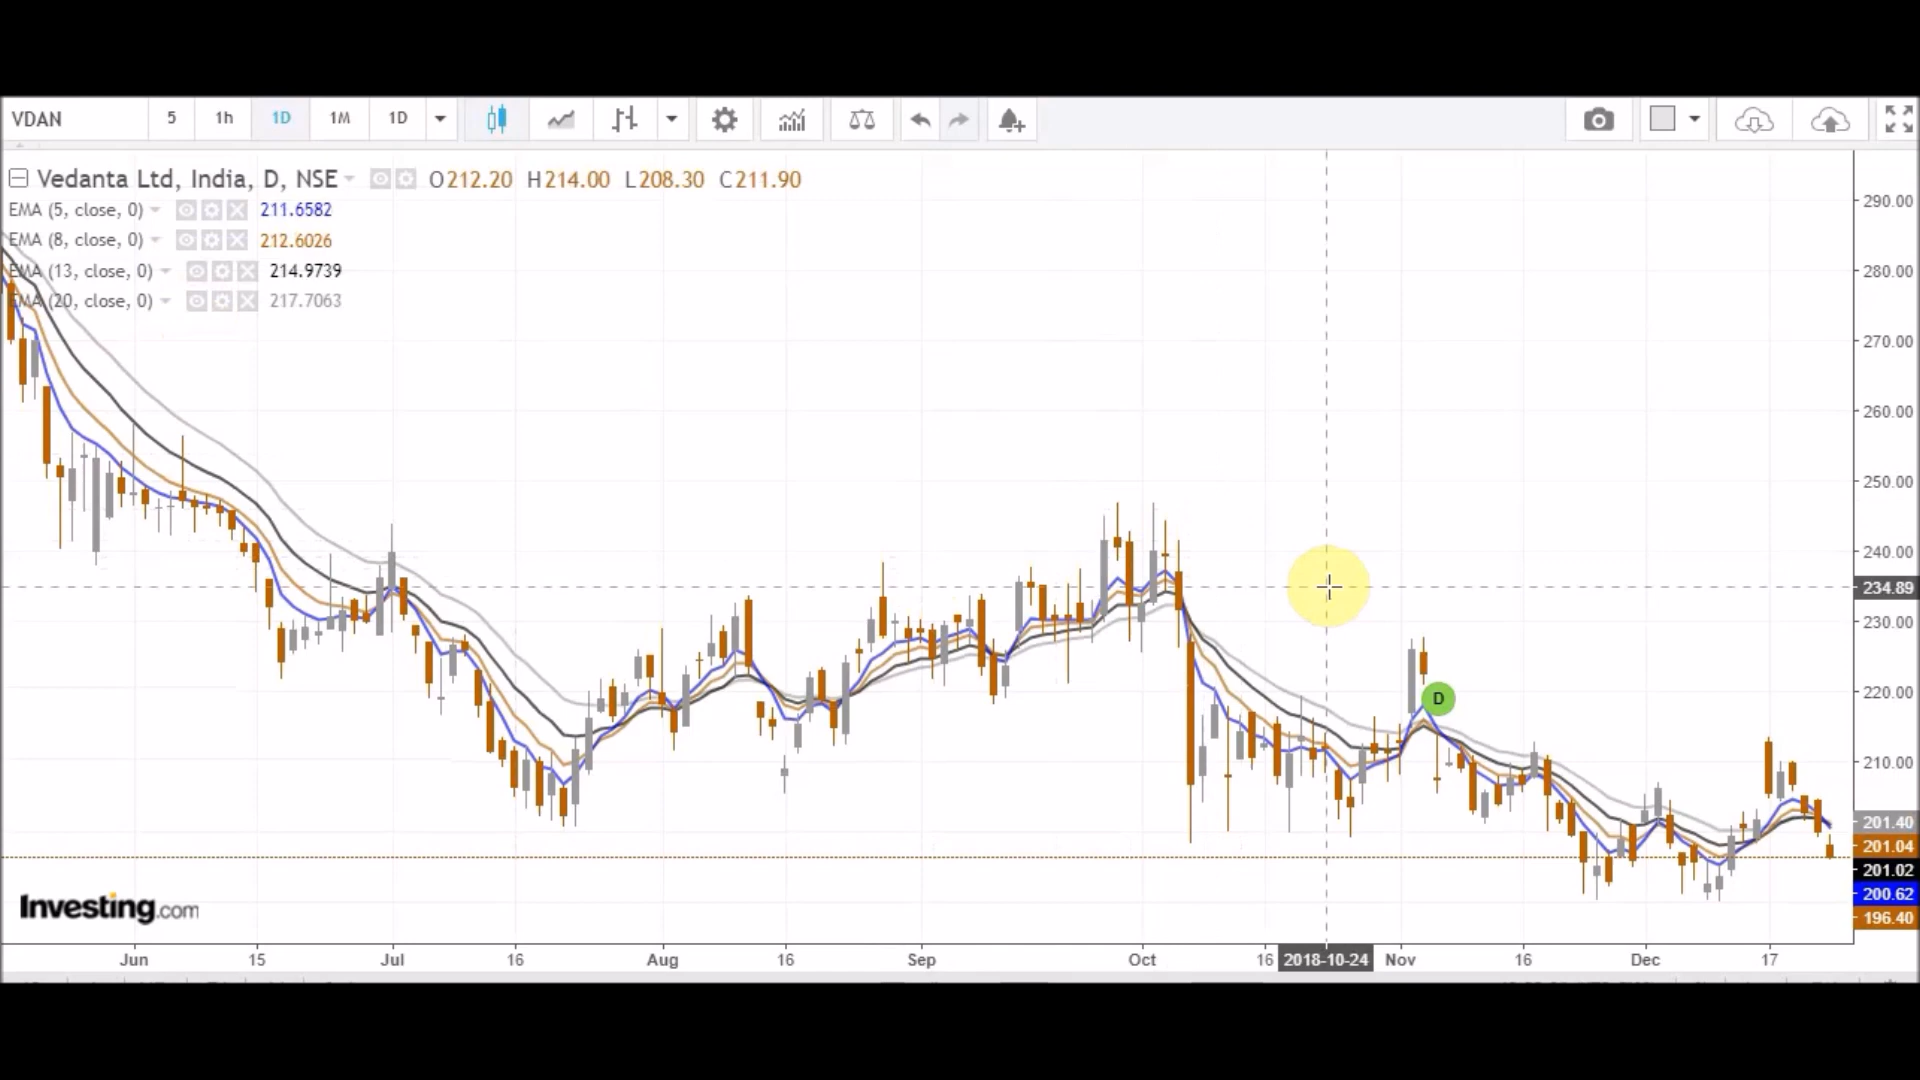 VDAN 5 1h 1D 1M 1D
Vedanta Ltd, India, D, NSE O212.20 H214.00 L208.30 C211.90
EMA (5, close, 0) 211.6582
EMA (8, close, 0) 212.6026
EMA (13, close, 0) 214.9739
EMA (20, close, 0) 217.7063
290.00
280.00
270.00
260.00
250.00
240.00
234.89
230.00
220.00
D
210.00
201.40
201.04
201.02
200.62
196.40
Investing.com
Jun 15 Jul 16 Aug 16 Sep Oct 16 2018-10-24 Nov 16 Dec 17